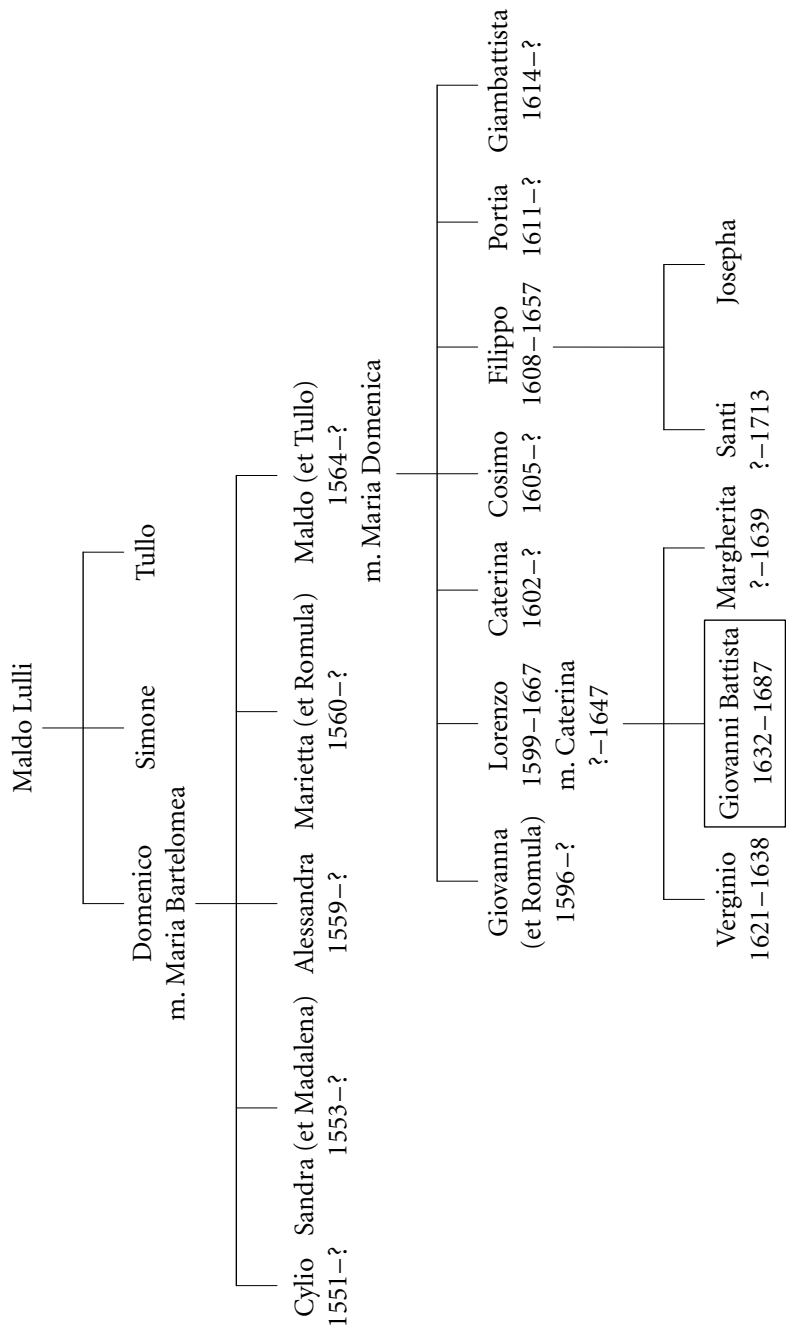 Maldo Lulli
Domenico
m. Maria Bartelomea
Simone
Tullo
Cylio
1551–?
Sandra (et Madalena)
1553–?
Alessandra
1559–?
Marietta (et Romula)
1560–?
Maldo (et Tullo)
1564–?
m. Maria Domenica
Giovanna
(et Romula)
1596–?
Lorenzo
1599–1667
m. Caterina
?–1647
Caterina
1602–?
Cosimo
1605–?
Filippo
1608–1657
Portia
1611–?
Giambattista
1614–?
Verginio
1621–1638
Giovanni Battista
1632–1687
Margherita
?–1639
Santi
?–1713
Josepha